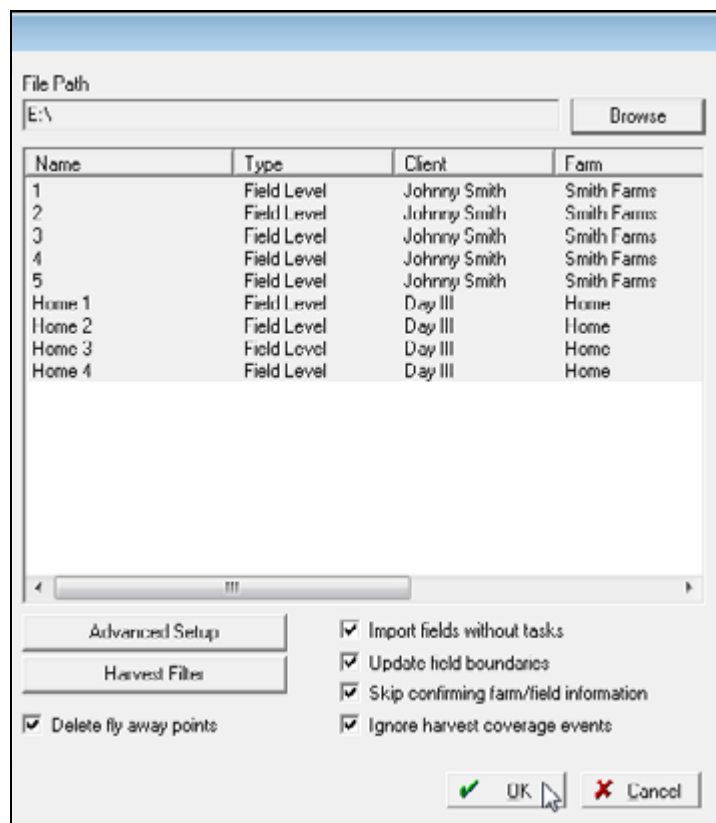 File Path
E:\
Browse
Name Type Client Farm
1 Field Level Johnny Smith Smith Farms
2 Field Level Johnny Smith Smith Farms
3 Field Level Johnny Smith Smith Farms
4 Field Level Johnny Smith Smith Farms
5 Field Level Johnny Smith Smith Farms
Home 1 Field Level Day III Home
Home 2 Field Level Day III Home
Home 3 Field Level Day III Home
Home 4 Field Level Day III Home
Advanced Setup
Harvest Filter
Delete fly away points
Import fields without tasks
Update field boundaries
Skip confirming farm/field information
Ignore harvest coverage events
OK
Cancel